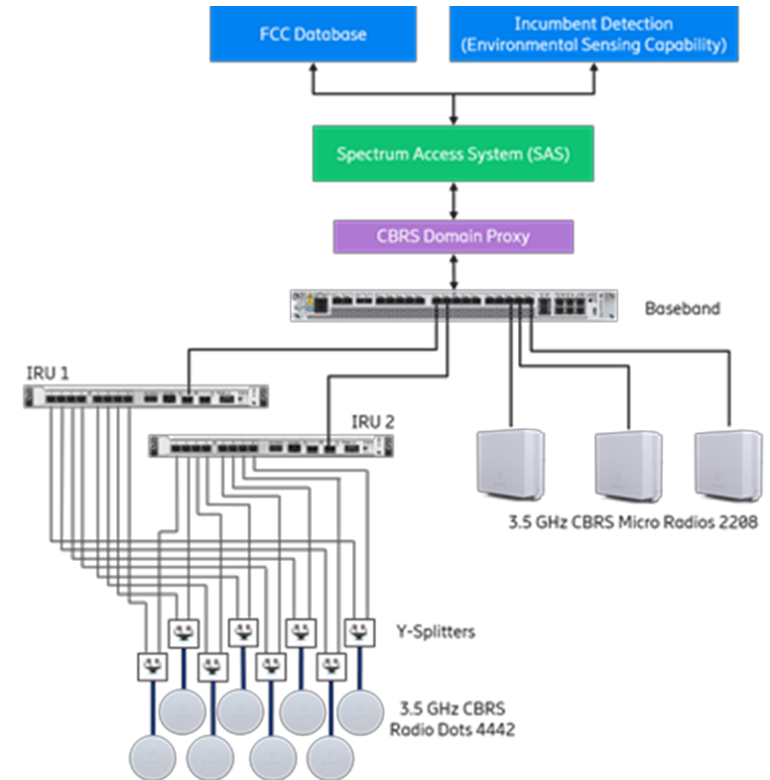 FCC Database
Incumbent Detection
(Environmental Sensing Capability)
Spectrum Access System (SAS)
CBRS Domain Proxy
Baseband
IRU 1
IRU 2
3.5 GHz CBRS Micro Radios 2208
Y-Splitters
3.5 GHz CBRS
Radio Dots 4442